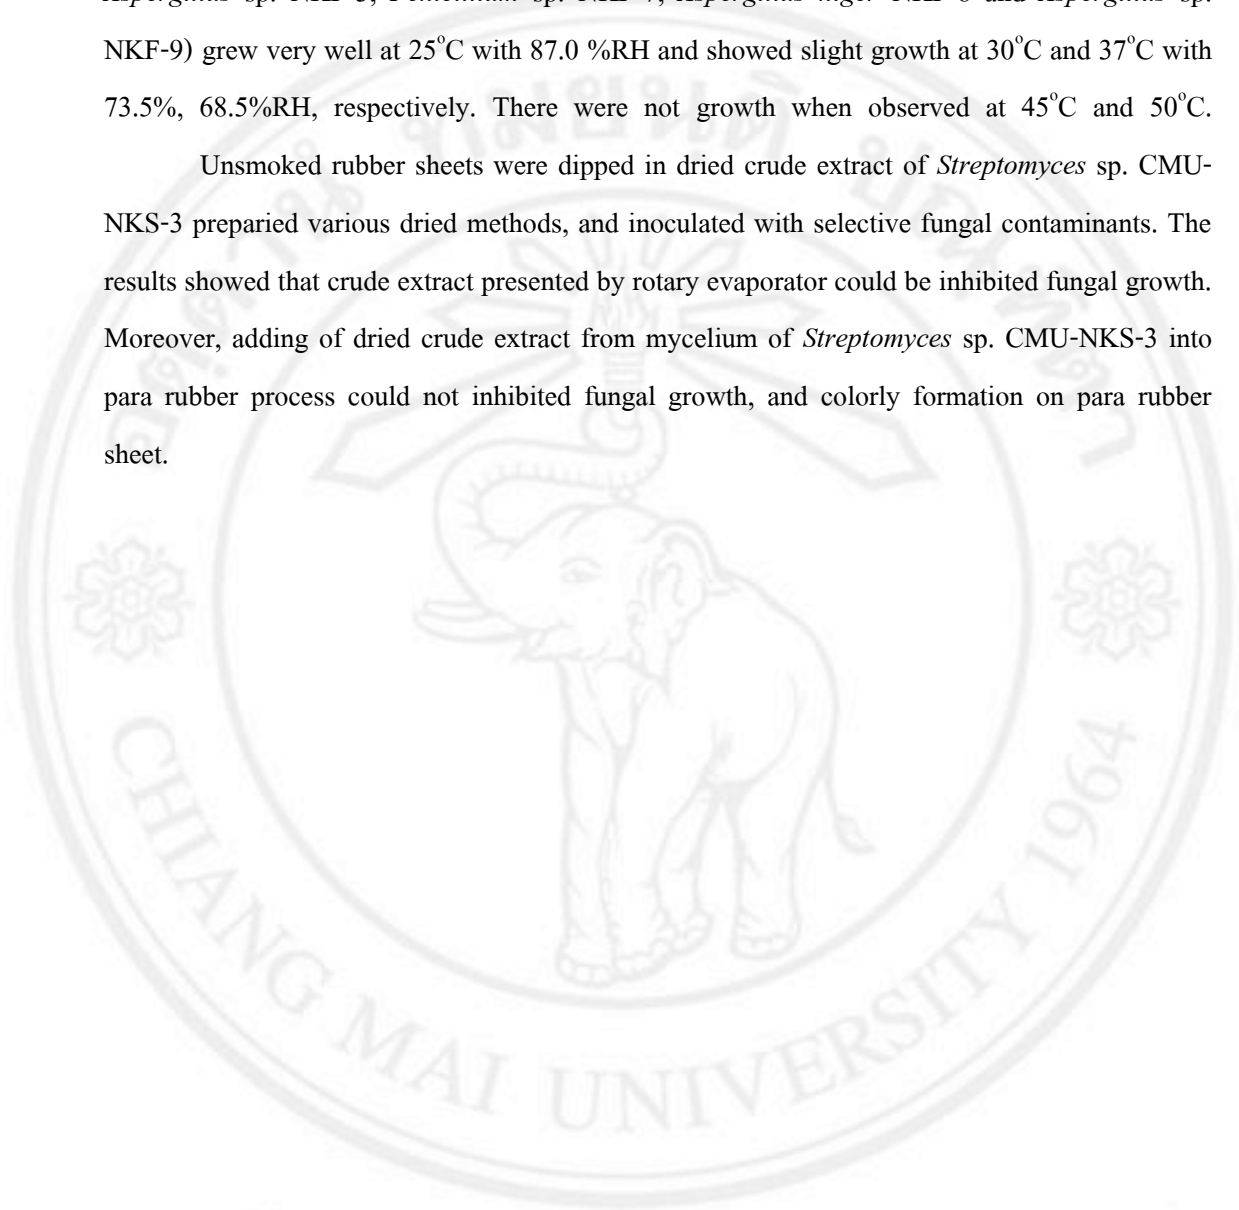 NKF-9) grew very well at 25°C with 87.0 %RH and showed slight growth at 30°C and 37°C with
73.5%, 68.5%RH, respectively. There were not growth when observed at 45°C and 50°C.
Unsmoked rubber sheets were dipped in dried crude extract of Streptomyces sp. CMU-
NKS-3 preparied various dried methods, and inoculated with selective fungal contaminants. The
results showed that crude extract presented by rotary evaporator could be inhibited fungal growth.
Moreover, adding of dried crude extract from mycelium of Streptomyces sp. CMU-NKS-3 into
para rubber process could not inhibited fungal growth, and colorly formation on para rubber
sheet.
CHIANG MAI UNIVERSITY 1964